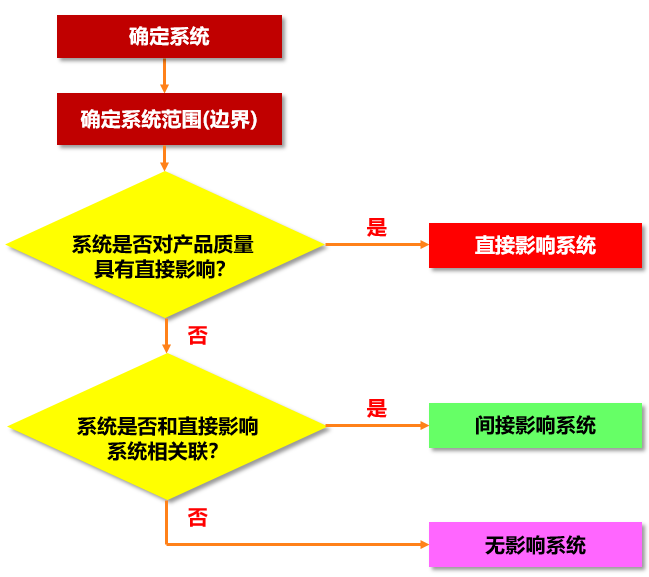 确定系统
确定系统范围(边界)
系统是否对产品质量
具有直接影响?
是
直接影响系统
否
系统是否和直接影响
系统相关联?
是
间接影响系统
否
无影响系统